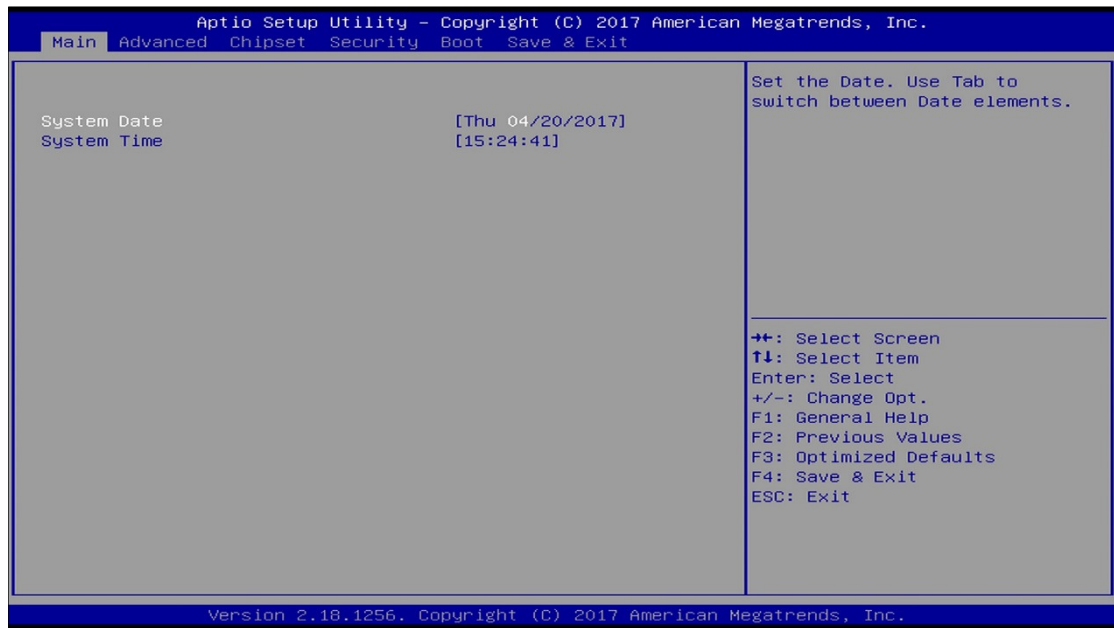 Aptio Setup Utility – Copyright (C) 2017 American Megatrends, Inc.
Main Advanced Chipset Security Boot Save & Exit
System Date [Thu 04/20/2017]
System Time [15:24:41]
Set the Date. Use Tab to
switch between Date elements.
→←: Select Screen
↑↓: Select Item
Enter: Select
+/-: Change Opt.
F1: General Help
F2: Previous Values
F3: Optimized Defaults
F4: Save & Exit
ESC: Exit
Version 2.18.1256. Copyright (C) 2017 American Megatrends, Inc.